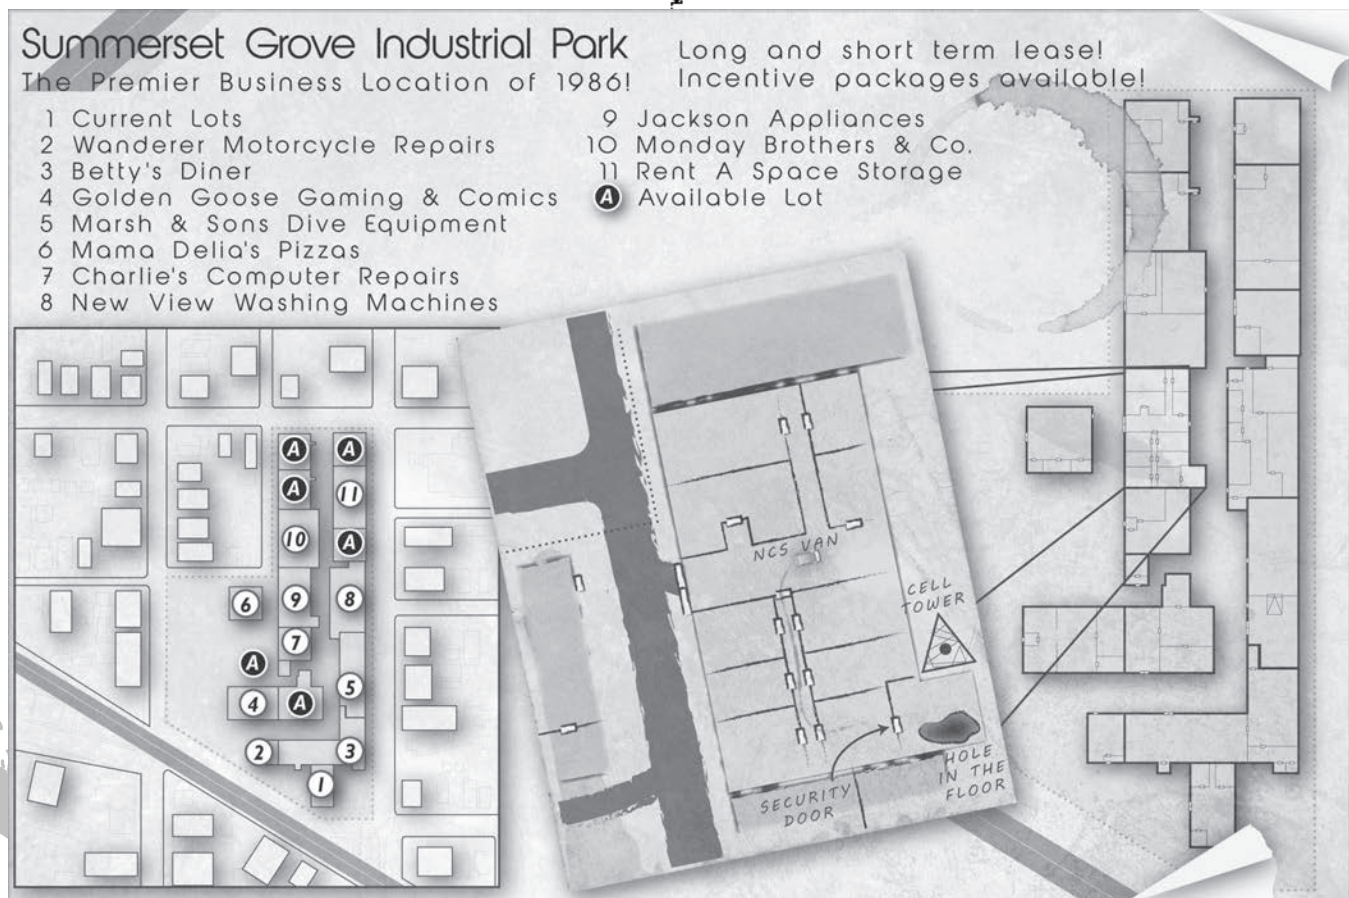 Summerset Grove Industrial Park
The Premier Business Location of 1986!
Long and short term lease!
Incentive packages available!
1 Current Lots
2 Wanderer Motorcycle Repairs
3 Betty's Diner
4 Golden Goose Gaming & Comics
5 Marsh & Sons Dive Equipment
6 Mama Delia's Pizzas
7 Charlie's Computer Repairs
8 New View Washing Machines
9 Jackson Appliances
10 Monday Brothers & Co.
11 Rent A Space Storage
A Available Lot
A
A
A
11
10
A
6
9
8
7
A
4
A
5
2
3
1
NCS VAN
CELL
TOWER
SECURITY
DOOR
HOLE
IN THE
FLOOR